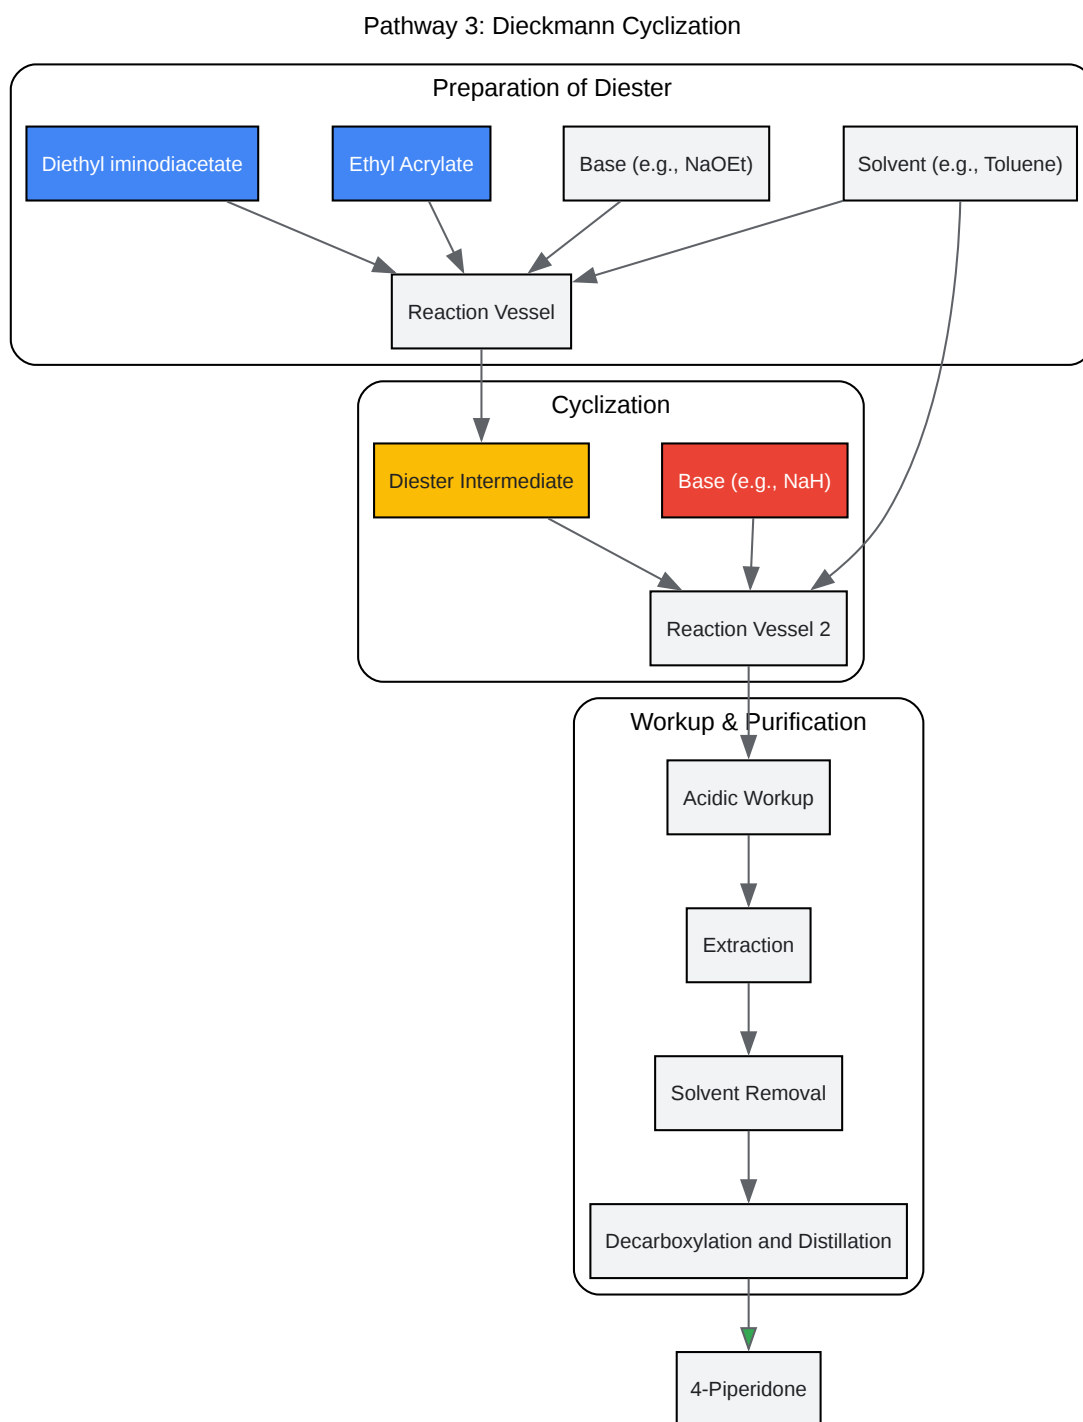 Pathway 3: Dieckmann Cyclization
Preparation of Diester
Diethyl iminodiacetate
Ethyl Acrylate
Base (e.g., NaOEt)
Solvent (e.g., Toluene)
Reaction Vessel
Cyclization
Diester Intermediate
Base (e.g., NaH)
Reaction Vessel 2
Workup & Purification
Acidic Workup
Extraction
Solvent Removal
Decarboxylation and Distillation
4-Piperidone